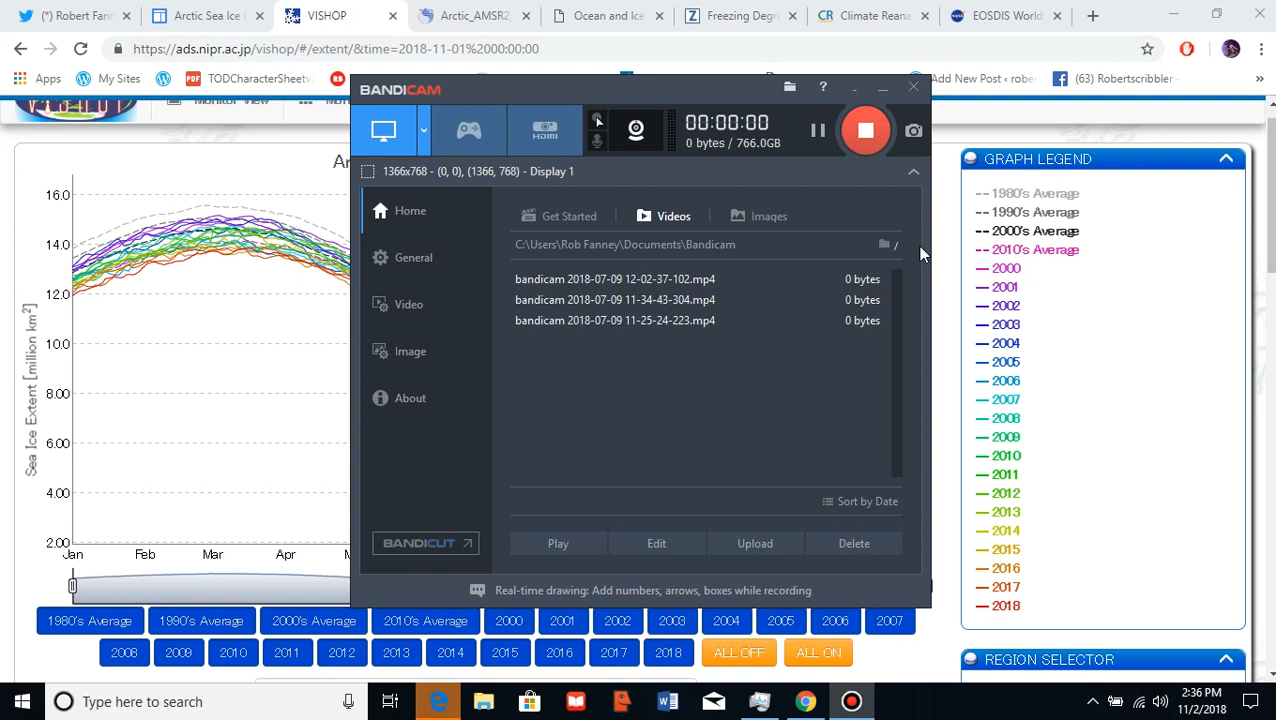 (") Robert Fann
Arctic Sea Ice
VISHOP
Arctic_AMSR2_
Ocean and Ice
Freezing Degr
Climate Reana
EOSDIS World
https://ads.nipr.ac.jp/vishop/#/extent/&time=2018-11-01%2000:00:00
Apps
My Sites
TODCharacterSheet
Add New Post ‹ robe
(63) Robertscribbler
BANDICAM
HDMI
00:00:00
0 bytes / 766.0GB
1366x768 - (0, 0), (1366, 768) - Display 1
Home
General
Video
Image
About
BANDICUT
Get Started
Videos
Images
C:\Users\Rob Fanney\Documents\Bandicam
/
bandicam 2018-07-09 12-02-37-102.mp4 0 bytes
bandicam 2018-07-09 11-34-43-304.mp4 0 bytes
bandicam 2018-07-09 11-25-24-223.mp4 0 bytes
Sort by Date
Play Edit Upload Delete
Real-time drawing: Add numbers, arrows, boxes while recording
Sea Ice Extent [million km²]
16.0
14.0
12.0
10.0
8.00
6.00
4.00
2.00
Jan Feb Mar Apr
GRAPH LEGEND
1980's Average
1990's Average
2000's Average
2010's Average
2000
2001
2002
2003
2004
2005
2006
2007
2008
2009
2010
2011
2012
2013
2014
2015
2016
2017
2018
REGION SELECTOR
1980's Average 1990's Average 2000's Average 2010's Average 2000 2001 2002 2003 2004 2005 2006 2007
2008 2009 2010 2011 2012 2013 2014 2015 2016 2017 2018 ALL OFF ALL ON
Type here to search
2:36 PM
11/2/2018